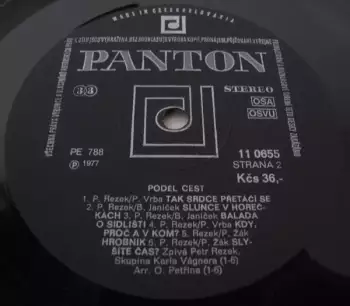 MADE IN CZECHOSLOVAKIA
PANTON
33
STEREO
OSA
OSVU
PE 788
℗ 1977
11 0655
STRANA 2
Kčs 36,-
PODEL CEST
1. P. Rezek/P. Vrba TAK SRDCE PŘETÁČÍ SE
2. P. Rezek/B. Janíček SLUNCE V HOREČ-
KÁCH 3. P. Rezek/B. Janíček BALADA
O SÍDLIŠTI 4. P. Rezek/P. Vrba KDY,
PROČ A V KOM? 5. P. Rezek/P. Žák
HROBNÍK 6. P. Rezek/P. Žák SLY-
ŠÍTE ČAS? Zpívá Petr Rezek,
Skupina Karla Vágnera (1-6)
Arr. O. Petřina (1-6)